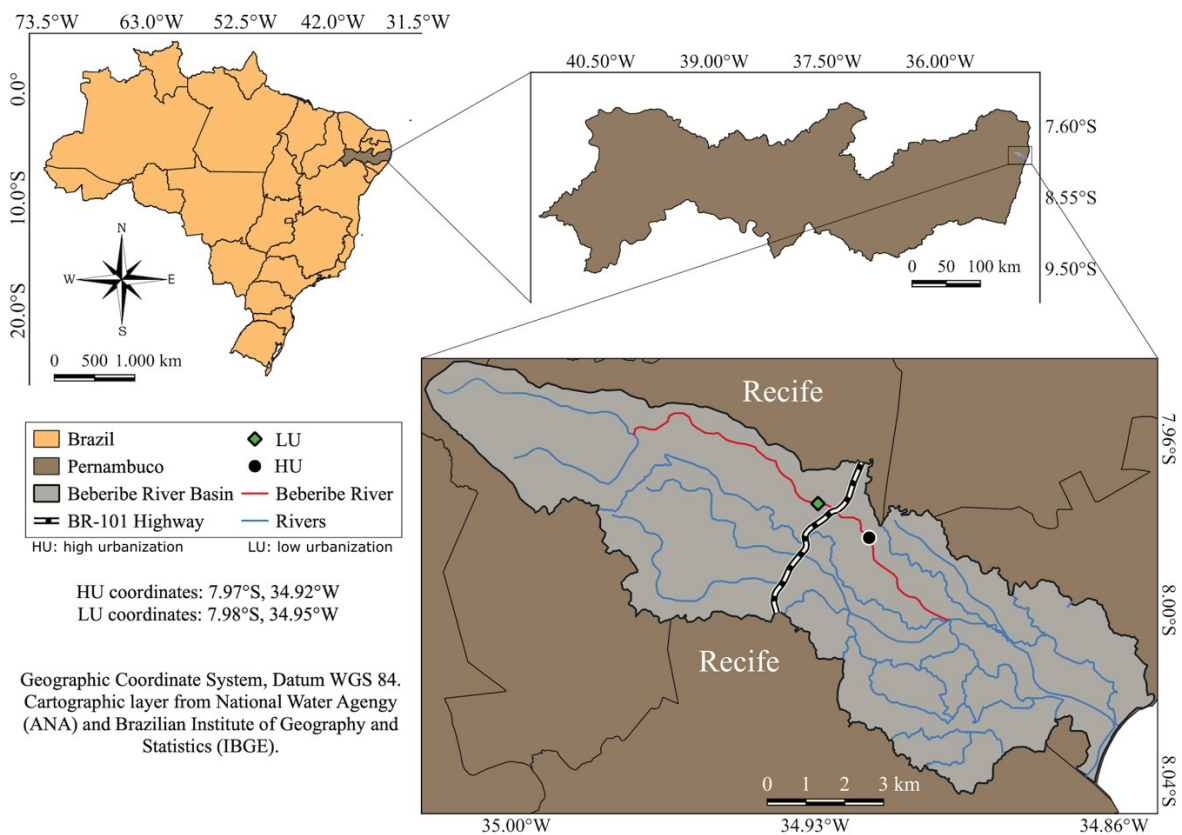 73.5°W 63.0°W 52.5°W 42.0°W 31.5°W
0.0°
10.0°S
20.0°S
N
W E
S
0 500 1.000 km
40.50°W 39.00°W 37.50°W 36.00°W
7.60°S
8.55°S
9.50°S
0 50 100 km
Brazil
LU
Pernambuco
HU
Beberibe River Basin
Beberibe River
BR-101 Highway
Rivers
HU: high urbanization
LU: low urbanization
HU coordinates: 7.97°S, 34.92°W
LU coordinates: 7.98°S, 34.95°W
Geographic Coordinate System, Datum WGS 84.
Cartographic layer from National Water Agengy
(ANA) and Brazilian Institute of Geography and
Statistics (IBGE).
Recife
Recife
7.96°S
8.00°S
8.04°S
0 1 2 3 km
35.00°W 34.93°W 34.86°W